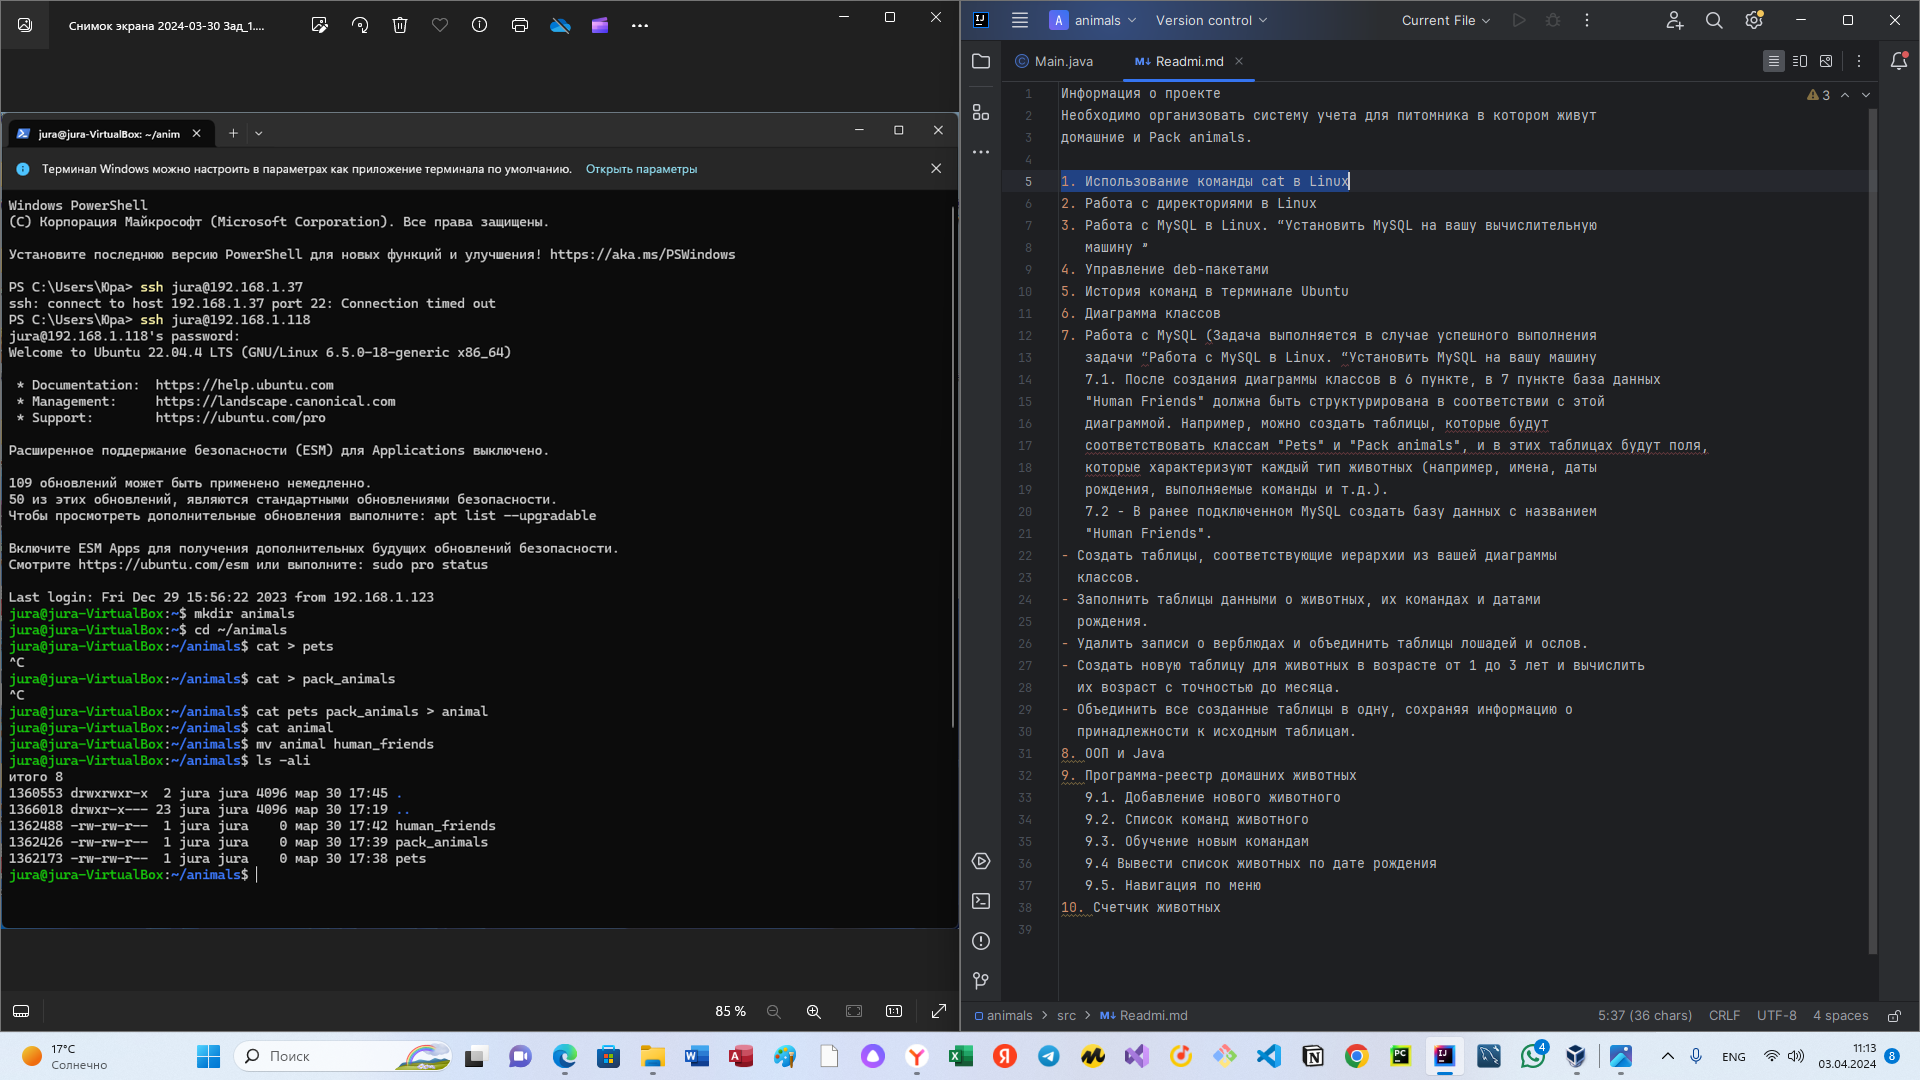 Снимок экрана 2024-03-30 Зад_1....
jura@jura-VirtualBox: ~/anim
Терминал Windows можно настроить в параметрах как приложение терминала по умолчанию. Открыть параметры
Windows PowerShell
(C) Корпорация Майкрософт (Microsoft Corporation). Все права защищены.
Установите последнюю версию PowerShell для новых функций и улучшения! https://aka.ms/PSWindows
PS C:\Users\Юра> ssh jura@192.168.1.37
ssh: connect to host 192.168.1.37 port 22: Connection timed out
PS C:\Users\Юра> ssh jura@192.168.1.118
jura@192.168.1.118's password:
Welcome to Ubuntu 22.04.4 LTS (GNU/Linux 6.5.0-18-generic x86_64)
* Documentation:  https://help.ubuntu.com
* Management:     https://landscape.canonical.com
* Support:        https://ubuntu.com/pro
Расширенное поддержание безопасности (ESM) для Applications выключено.
109 обновлений может быть применено немедленно.
50 из этих обновлений, являются стандартными обновлениями безопасности.
Чтобы просмотреть дополнительные обновления выполните: apt list --upgradable
Включите ESM Apps для получения дополнительных будущих обновлений безопасности.
Смотрите https://ubuntu.com/esm или выполните: sudo pro status
Last login: Fri Dec 29 15:56:22 2023 from 192.168.1.123
jura@jura-VirtualBox:~$ mkdir animals
jura@jura-VirtualBox:~$ cd ~/animals
jura@jura-VirtualBox:~/animals$ cat > pets
^C
jura@jura-VirtualBox:~/animals$ cat > pack_animals
^C
jura@jura-VirtualBox:~/animals$ cat pets pack_animals > animal
jura@jura-VirtualBox:~/animals$ cat animal
jura@jura-VirtualBox:~/animals$ mv animal human_friends
jura@jura-VirtualBox:~/animals$ ls -ali
итого 8
1360553 drwxrwxr-x  2 jura jura 4096 мар 30 17:45 .
1366018 drwxr-x--- 23 jura jura 4096 мар 30 17:19 ..
1362488 -rw-rw-r--  1 jura jura    0 мар 30 17:42 human_friends
1362426 -rw-rw-r--  1 jura jura    0 мар 30 17:39 pack_animals
1362173 -rw-rw-r--  1 jura jura    0 мар 30 17:38 pets
jura@jura-VirtualBox:~/animals$
85 %
1:1
A animals Version control Current File
Main.java M↓ Readmi.md
3
1 Информация о проекте
2 Необходимо организовать систему учета для питомника в котором живут
3 домашние и Pack animals.
4
5 1. Использование команды cat в Linux
6 2. Работа с директориями в Linux
7 3. Работа с MySQL в Linux. “Установить MySQL на вашу вычислительную
8 машину ”
9 4. Управление deb-пакетами
10 5. История команд в терминале Ubuntu
11 6. Диаграмма классов
12 7. Работа с MySQL (Задача выполняется в случае успешного выполнения
13 задачи “Работа с MySQL в Linux. “Установить MySQL на вашу машину
14 7.1. После создания диаграммы классов в 6 пункте, в 7 пункте база данных
15 "Human Friends" должна быть структурирована в соответствии с этой
16 диаграммой. Например, можно создать таблицы, которые будут
17 соответствовать классам "Pets" и "Pack animals", и в этих таблицах будут поля,
18 которые характеризуют каждый тип животных (например, имена, даты
19 рождения, выполняемые команды и т.д.).
20 7.2 - В ранее подключенном MySQL создать базу данных с названием
21 "Human Friends".
22 - Создать таблицы, соответствующие иерархии из вашей диаграммы
23 классов.
24 - Заполнить таблицы данными о животных, их командах и датами
25 рождения.
26 - Удалить записи о верблюдах и объединить таблицы лошадей и ослов.
27 - Создать новую таблицу для животных в возрасте от 1 до 3 лет и вычислить
28 их возраст с точностью до месяца.
29 - Объединить все созданные таблицы в одну, сохраняя информацию о
30 принадлежности к исходным таблицам.
31 8. ООП и Java
32 9. Программа-реестр домашних животных
33 9.1. Добавление нового животного
34 9.2. Список команд животного
35 9.3. Обучение новым командам
36 9.4 Вывести список животных по дате рождения
37 9.5. Навигация по меню
38 10. Счетчик животных
39
animals > src > M↓ Readmi.md
5:37 (36 chars) CRLF UTF-8 4 spaces
17°C
Солнечно
Поиск
4
ENG
11:13
03.04.2024
8